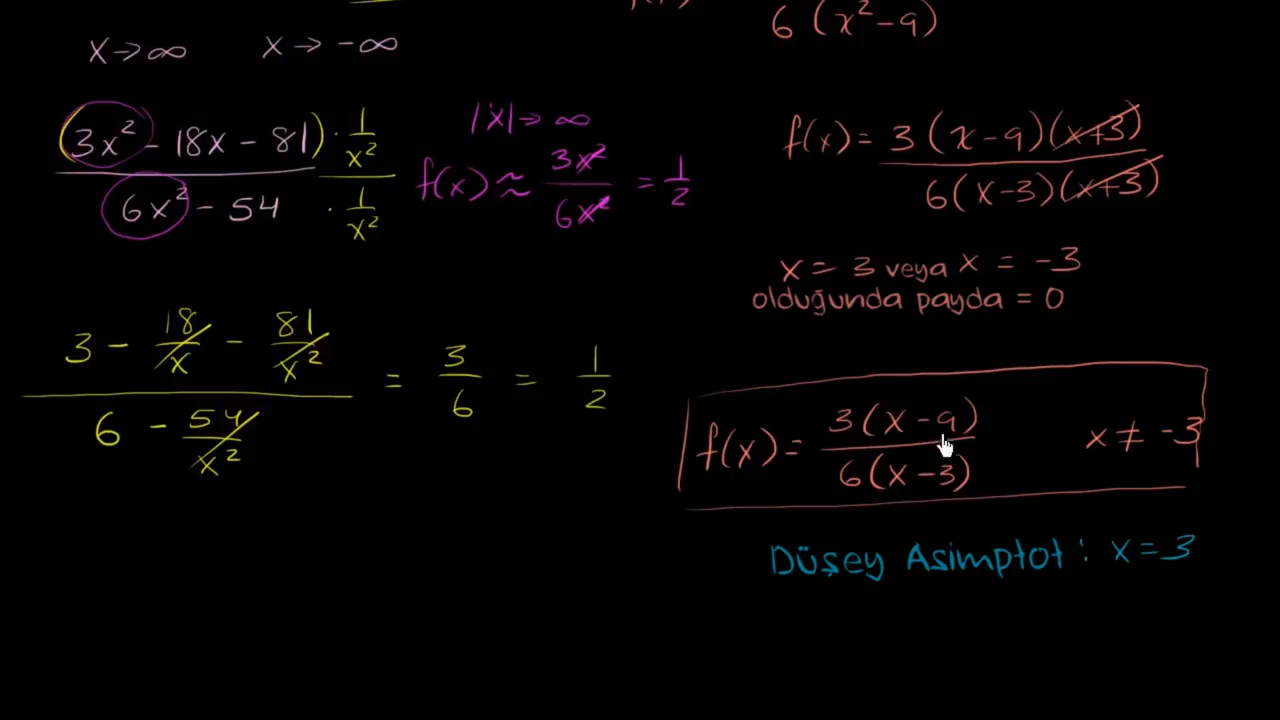 6(x² - 9)
x → ∞   x → -∞
(3x² - 18x - 81) · 1/x²
6x² - 54 · 1/x²
|x| → ∞
f(x) ≈ 3x²/6x² = 1/2
f(x) = 3(x-9)(x+3)/6(x-3)(x+3)
x = 3 veya x = -3
olduğunda payda = 0
3 - 18/x - 81/x²
6 - 54/x²
= 3/6 = 1/2
f(x) = 3(x-9)/6(x-3)   x ≠ -3
Düşey Asimptot : x = 3